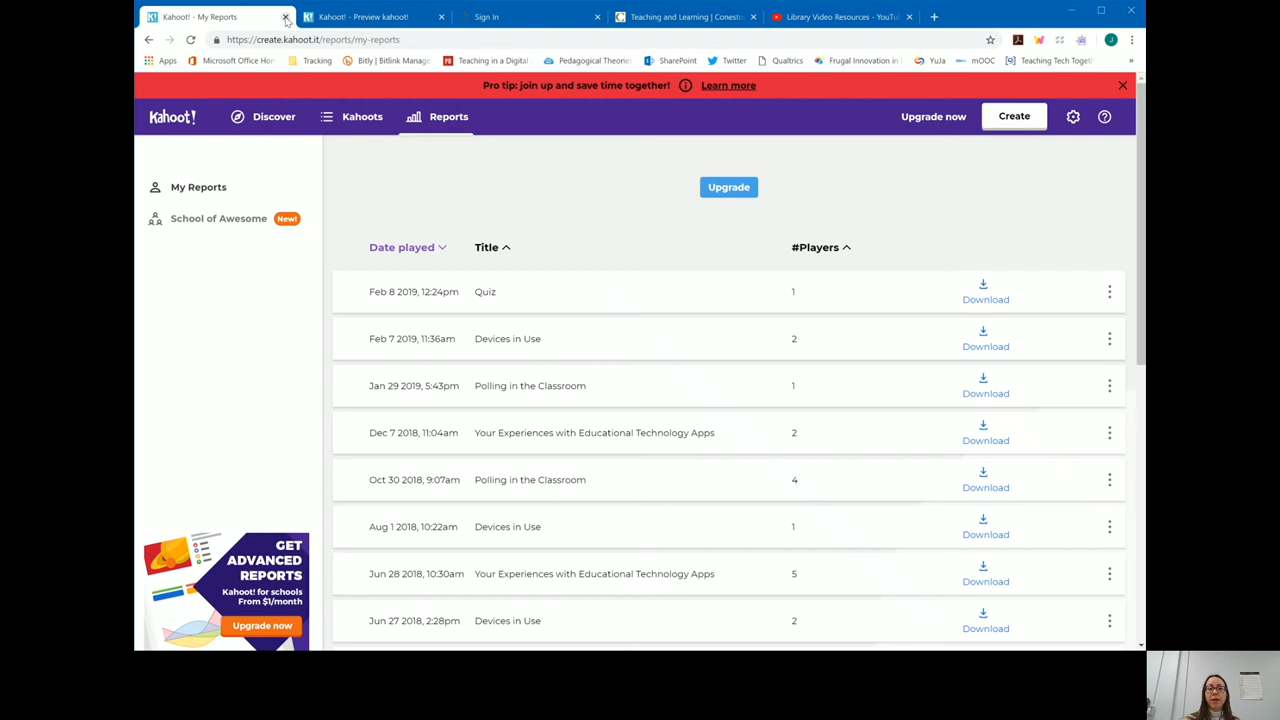 Kahoot! - My Reports
Kahoot! - Preview kahoot!
Sign In
Teaching and Learning | Conesto
Library Video Resources - YouTu
https://create.kahoot.it/reports/my-reports
Apps
Microsoft Office Hom
Tracking
Bitly | Bitlink Manage
Teaching in a Digital
Pedagogical Theories
SharePoint
Twitter
Qualtrics
Frugal Innovation in
YuJa
mOOC
Teaching Tech Toget
Pro tip: join up and save time together! Learn more
Kahoot!
Discover
Kahoots
Reports
Upgrade now
Create
My Reports
School of Awesome New!
Upgrade
Date played Title #Players
Feb 8 2019, 12:24pm Quiz 1 Download
Feb 7 2019, 11:36am Devices in Use 2 Download
Jan 29 2019, 5:43pm Polling in the Classroom 1 Download
Dec 7 2018, 11:04am Your Experiences with Educational Technology Apps 2 Download
Oct 30 2018, 9:07am Polling in the Classroom 4 Download
Aug 1 2018, 10:22am Devices in Use 1 Download
Jun 28 2018, 10:30am Your Experiences with Educational Technology Apps 5 Download
Jun 27 2018, 2:28pm Devices in Use 2 Download
GET
ADVANCED
REPORTS
Kahoot! for schools
From $1/month
Upgrade now